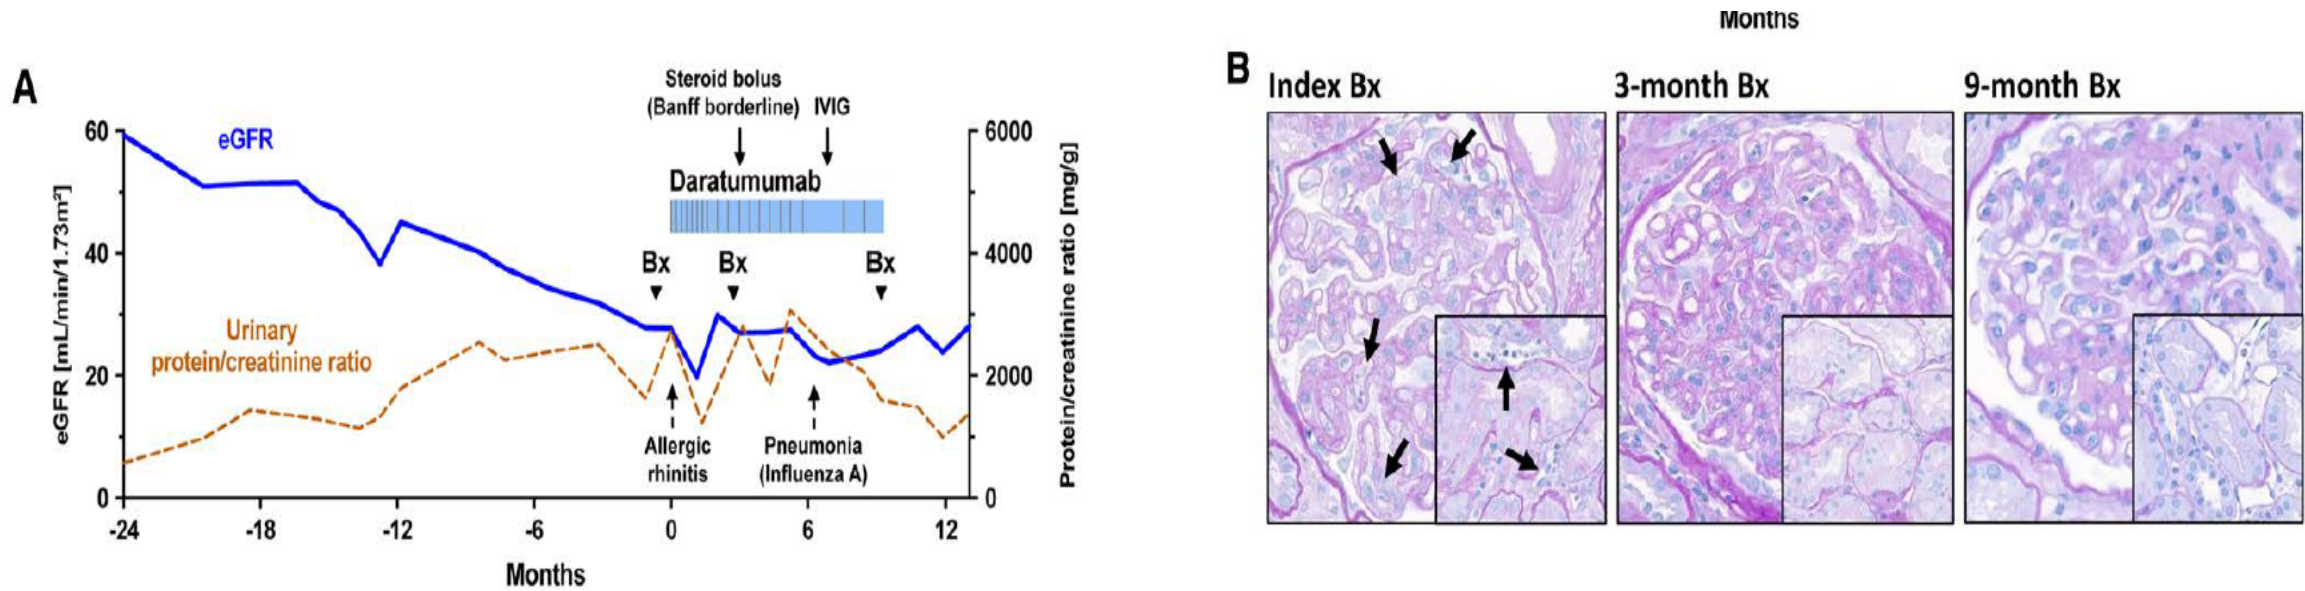 A
Steroid bolus
(Banff borderline)
IVIG
60
6000
eGFR
Daratumumab
40
4000
Bx
Bx
Bx
Urinary
protein/creatinine ratio
20
2000
Allergic
rhinitis
Pneumonia
(Influenza A)
0
0
-24
-18
-12
-6
0
6
12
Months
eGFR [mL/min/1.73m²]
Protein/creatinine ratio [mg/g]
Months
B
Index Bx
3-month Bx
9-month Bx